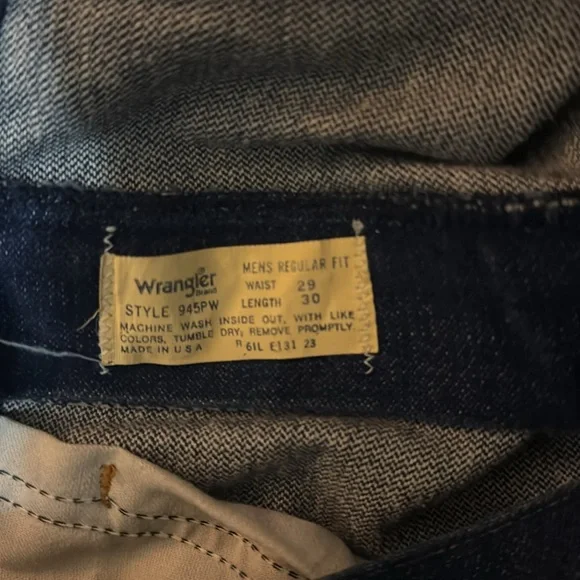 Wrangler
BRAND
STYLE 945PW
MENS REGULAR FIT
WAIST 29
LENGTH 30
MACHINE WASH INSIDE OUT, WITH LIKE
COLORS, TUMBLE DRY; REMOVE PROMPTLY.
MADE IN U S A R 61L E131 23